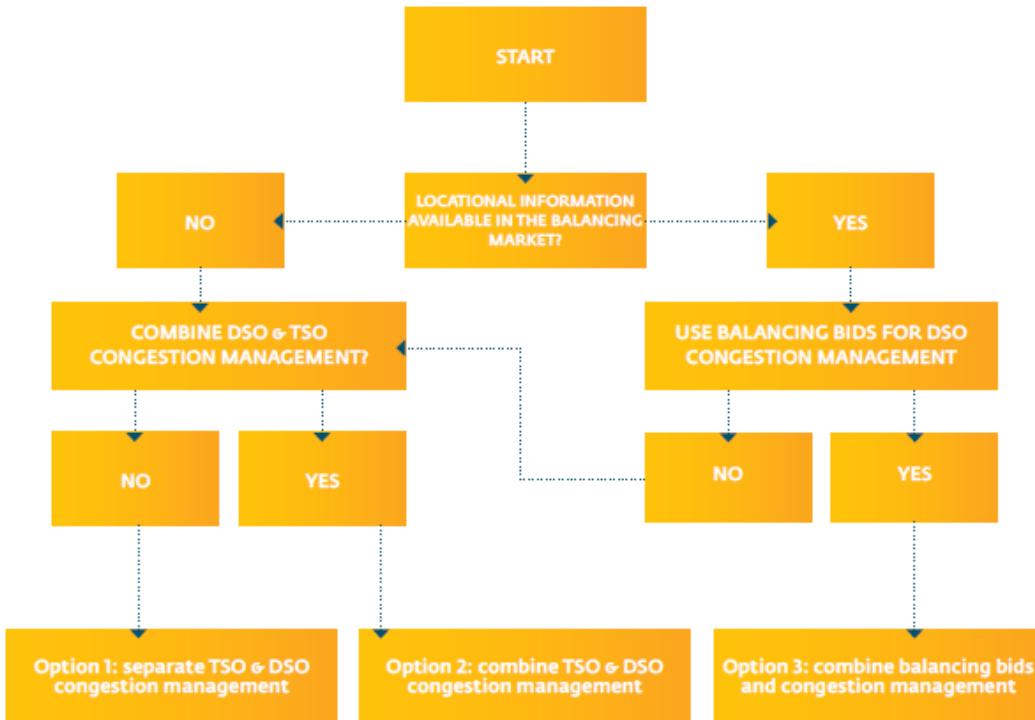 START
NO
LOCATIONAL INFORMATION
AVAILABLE IN THE BALANCING
MARKET?
YES
COMBINE DSO & TSO
CONGESTION MANAGEMENT?
USE BALANCING BIDS FOR DSO
CONGESTION MANAGEMENT
NO
YES
NO
YES
Option 1: separate TSO & DSO
congestion management
Option 2: combine TSO & DSO
congestion management
Option 3: combine balancing bids
and congestion management